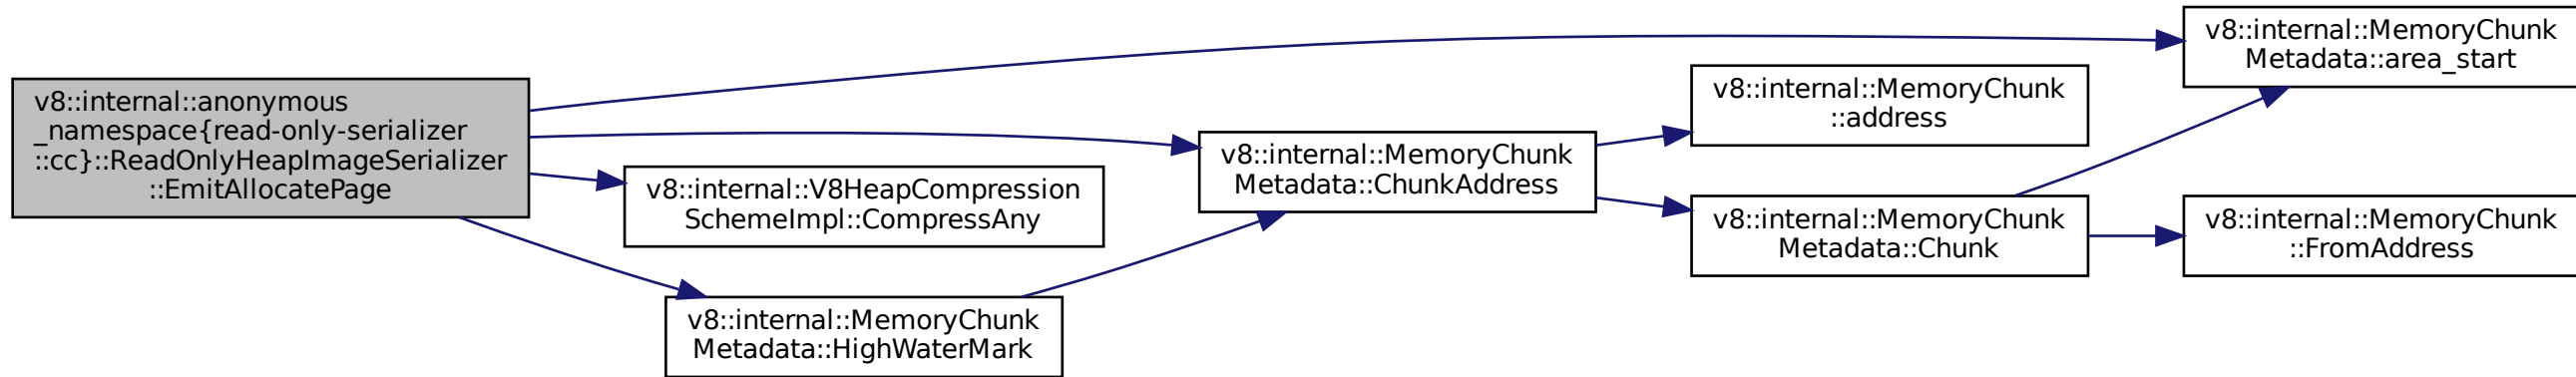 v8::internal::anonymous
_namespace{read-only-serializer
::cc}::ReadOnlyHeapImageSerializer
::EmitAllocatePage
v8::internal::V8HeapCompression
SchemeImpl::CompressAny
v8::internal::MemoryChunk
Metadata::HighWaterMark
v8::internal::MemoryChunk
Metadata::ChunkAddress
v8::internal::MemoryChunk
::address
v8::internal::MemoryChunk
Metadata::Chunk
v8::internal::MemoryChunk
Metadata::area_start
v8::internal::MemoryChunk
::FromAddress